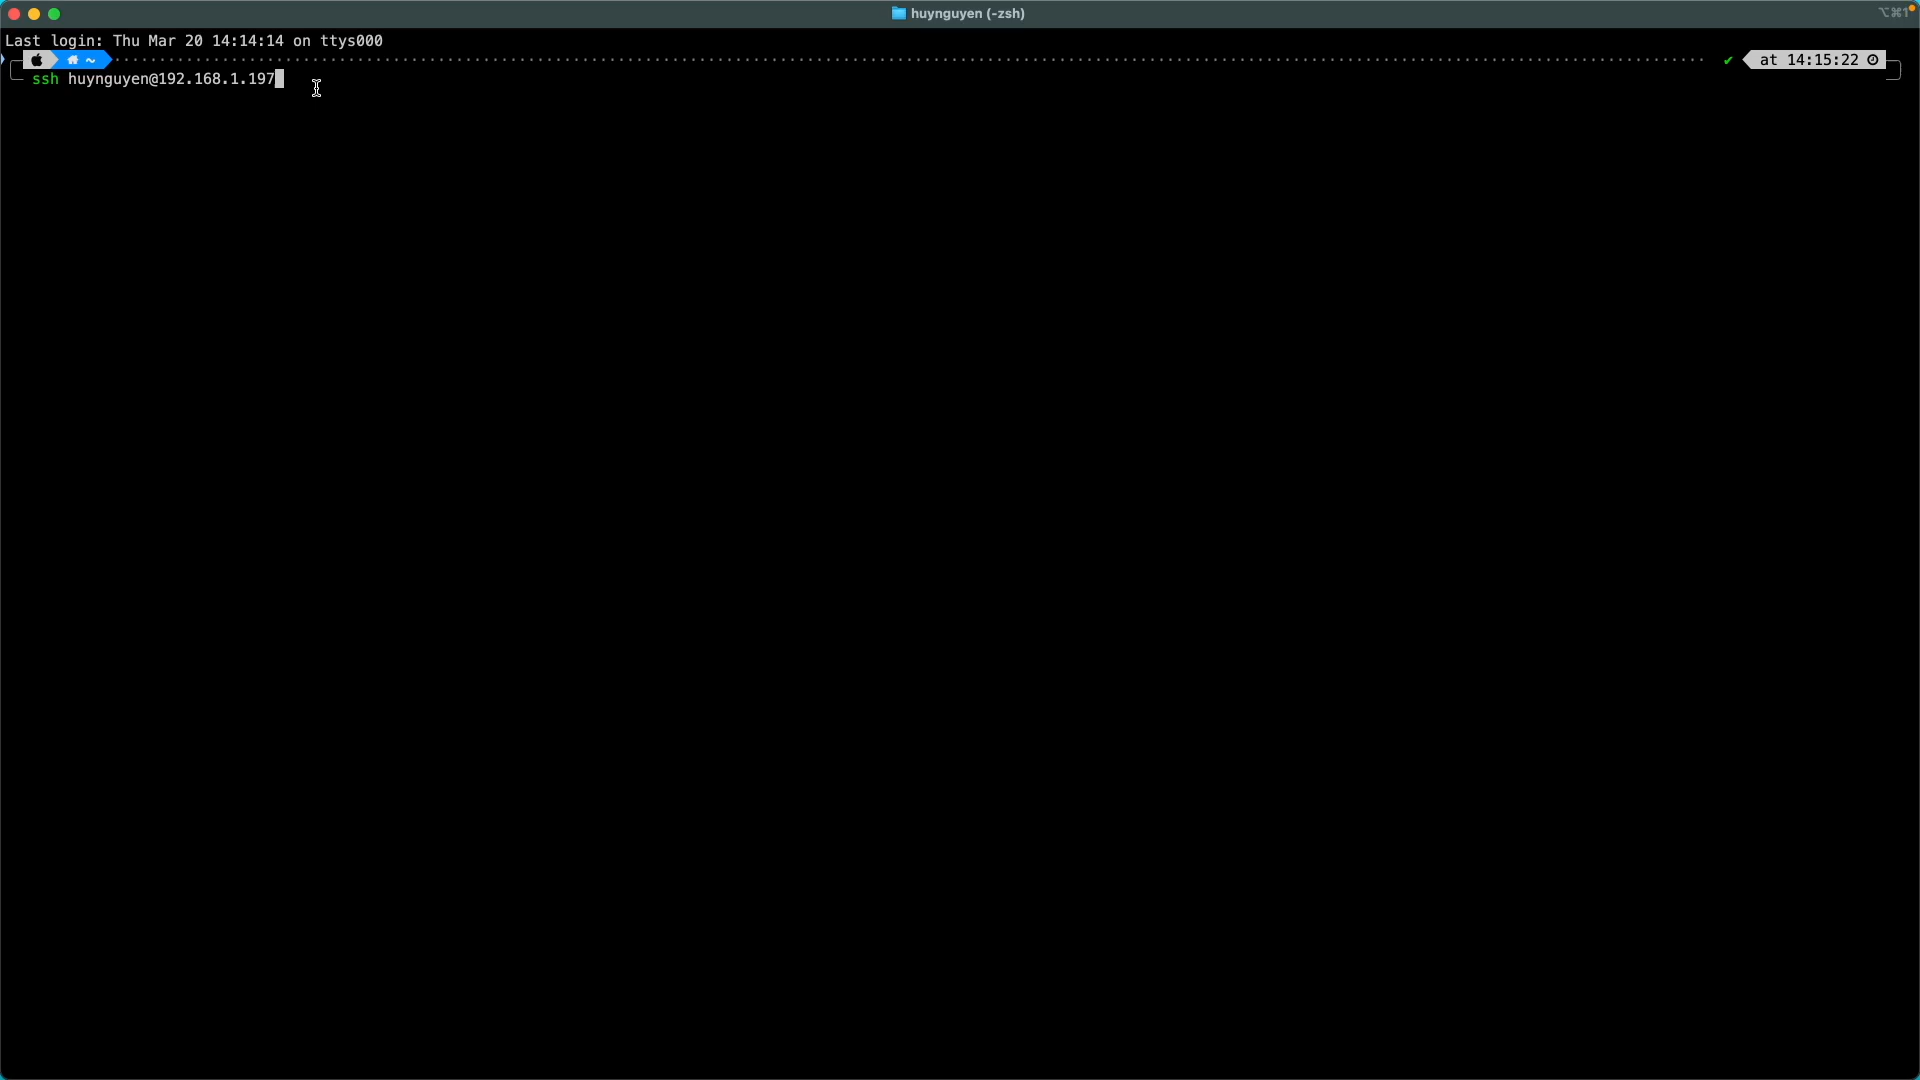 huynguyen (-zsh)
⌥⌘1
Last login: Thu Mar 20 14:14:14 on ttys000
~ ✔ at 14:15:22
ssh huynguyen@192.168.1.197